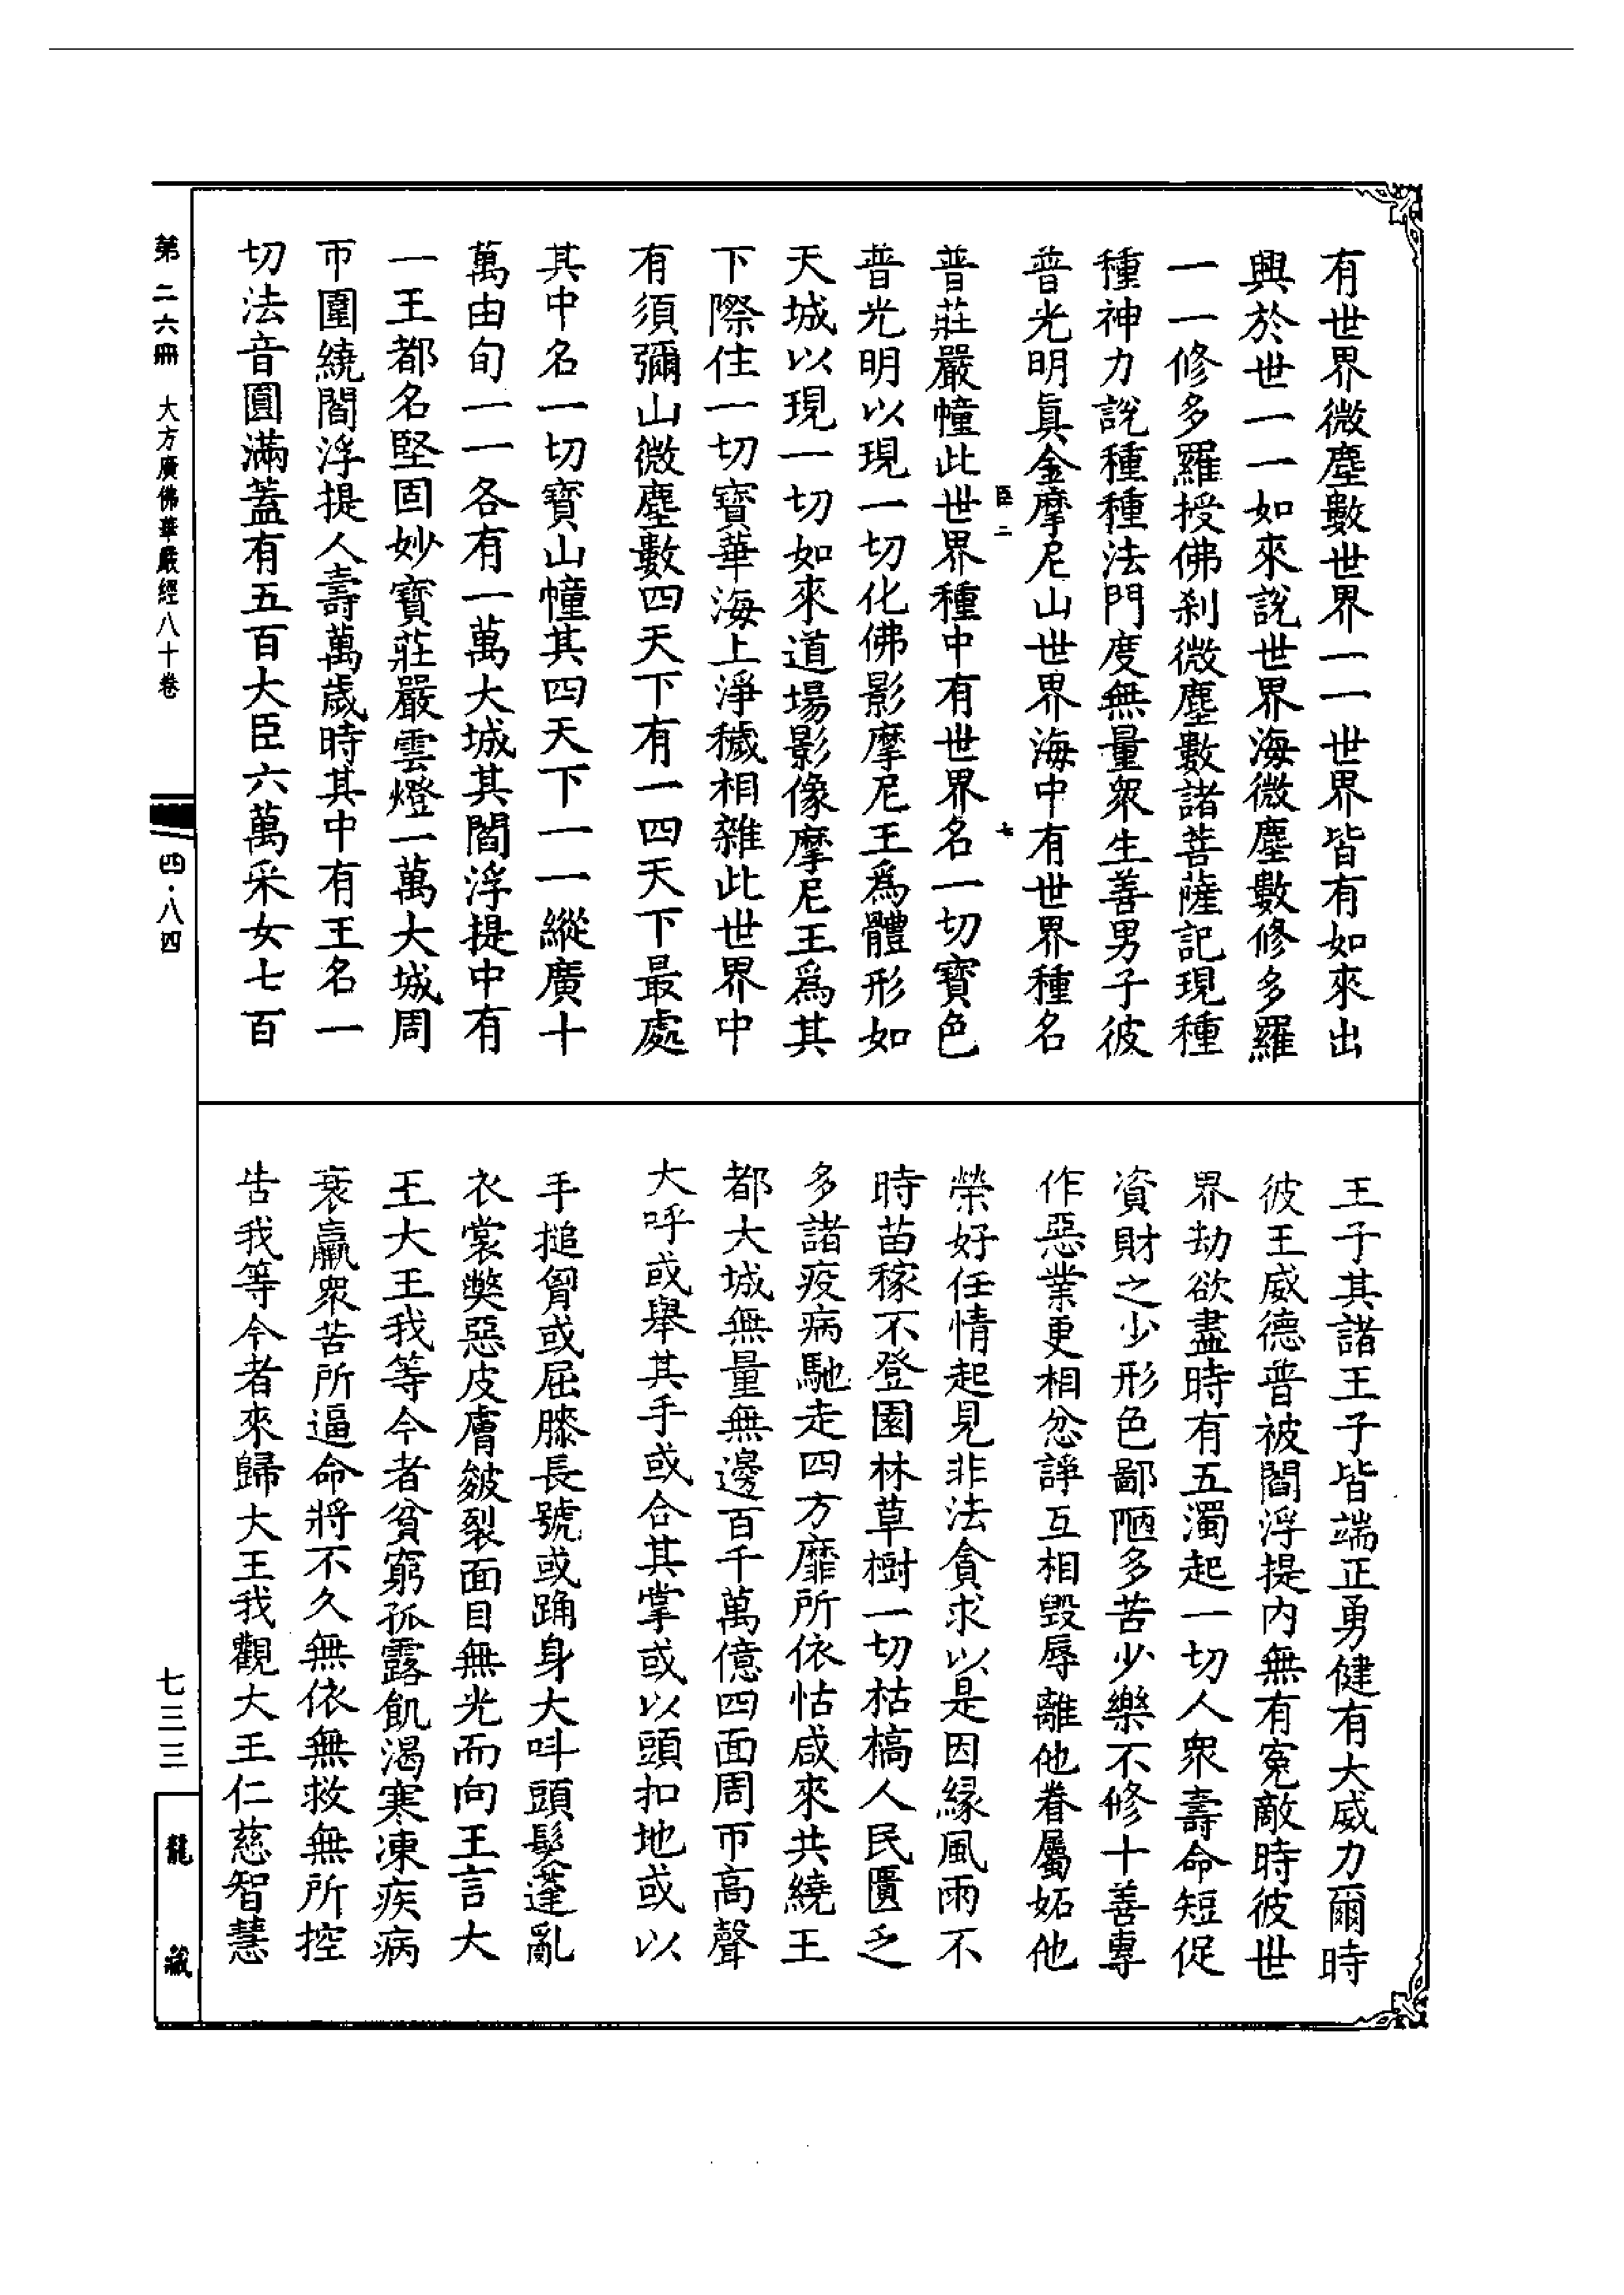 有世界微塵數世界一一世界皆有如來出
興於世一一如來說世界海微塵數修多羅
一一修多羅授佛剎微塵數諸菩薩記現種
種神力說種種法門度無量眾生善男子彼
普光明真金摩尼山世界海中有世界種名
臣二 七
普莊嚴幢此世界種中有世界名一切寶色
普光明以現一切化佛影摩尼王為體形如
天城以現一切如來道場影像摩尼王為其
下際住一切寶華海上淨穢相雜此世界中
有須彌山微塵數四天下有一四天下最處
其中名一切寶山幢其四天下一一縱廣十
萬由旬一一各有一萬大城其閻浮提中有
一王都名堅固妙寶莊嚴雲燈一萬大城周
帀圍繞閻浮提人壽萬歲時其中有王名一
切法音圓滿蓋有五百大臣六萬采女七百
王子其諸王子皆端正勇健有大威力爾時
彼王威德普被閻浮提內無有冤敵時彼世
界劫欲盡時有五濁起一切人眾壽命短促
資財之少形色鄙陋多苦少樂不修十善專
作惡業更相忿諍互相毀辱離他眷屬妬他
榮好任情起見非法貪求以是因緣風雨不
時苗稼不登園林草樹一切枯槁人民匱乏
多諸疫病馳走四方靡所依怙咸來共繞王
都大城無量無邊百千萬億四面周帀高聲
大呼或舉其手或合其掌或以頭扣地或以
手搥胷或屈膝長號或踊身大呌頭髮蓬亂
衣裳獘惡皮膚皴裂面目無光而向王言大
王大王我等今者貧窮孤露飢渴寒凍疾病
衰羸眾苦所逼命將不久無依無救無所控
告我等今者來歸大王我觀大王仁慈智慧
第二六冊 大方廣佛華嚴經八十卷
四·八四
七三三
龍藏